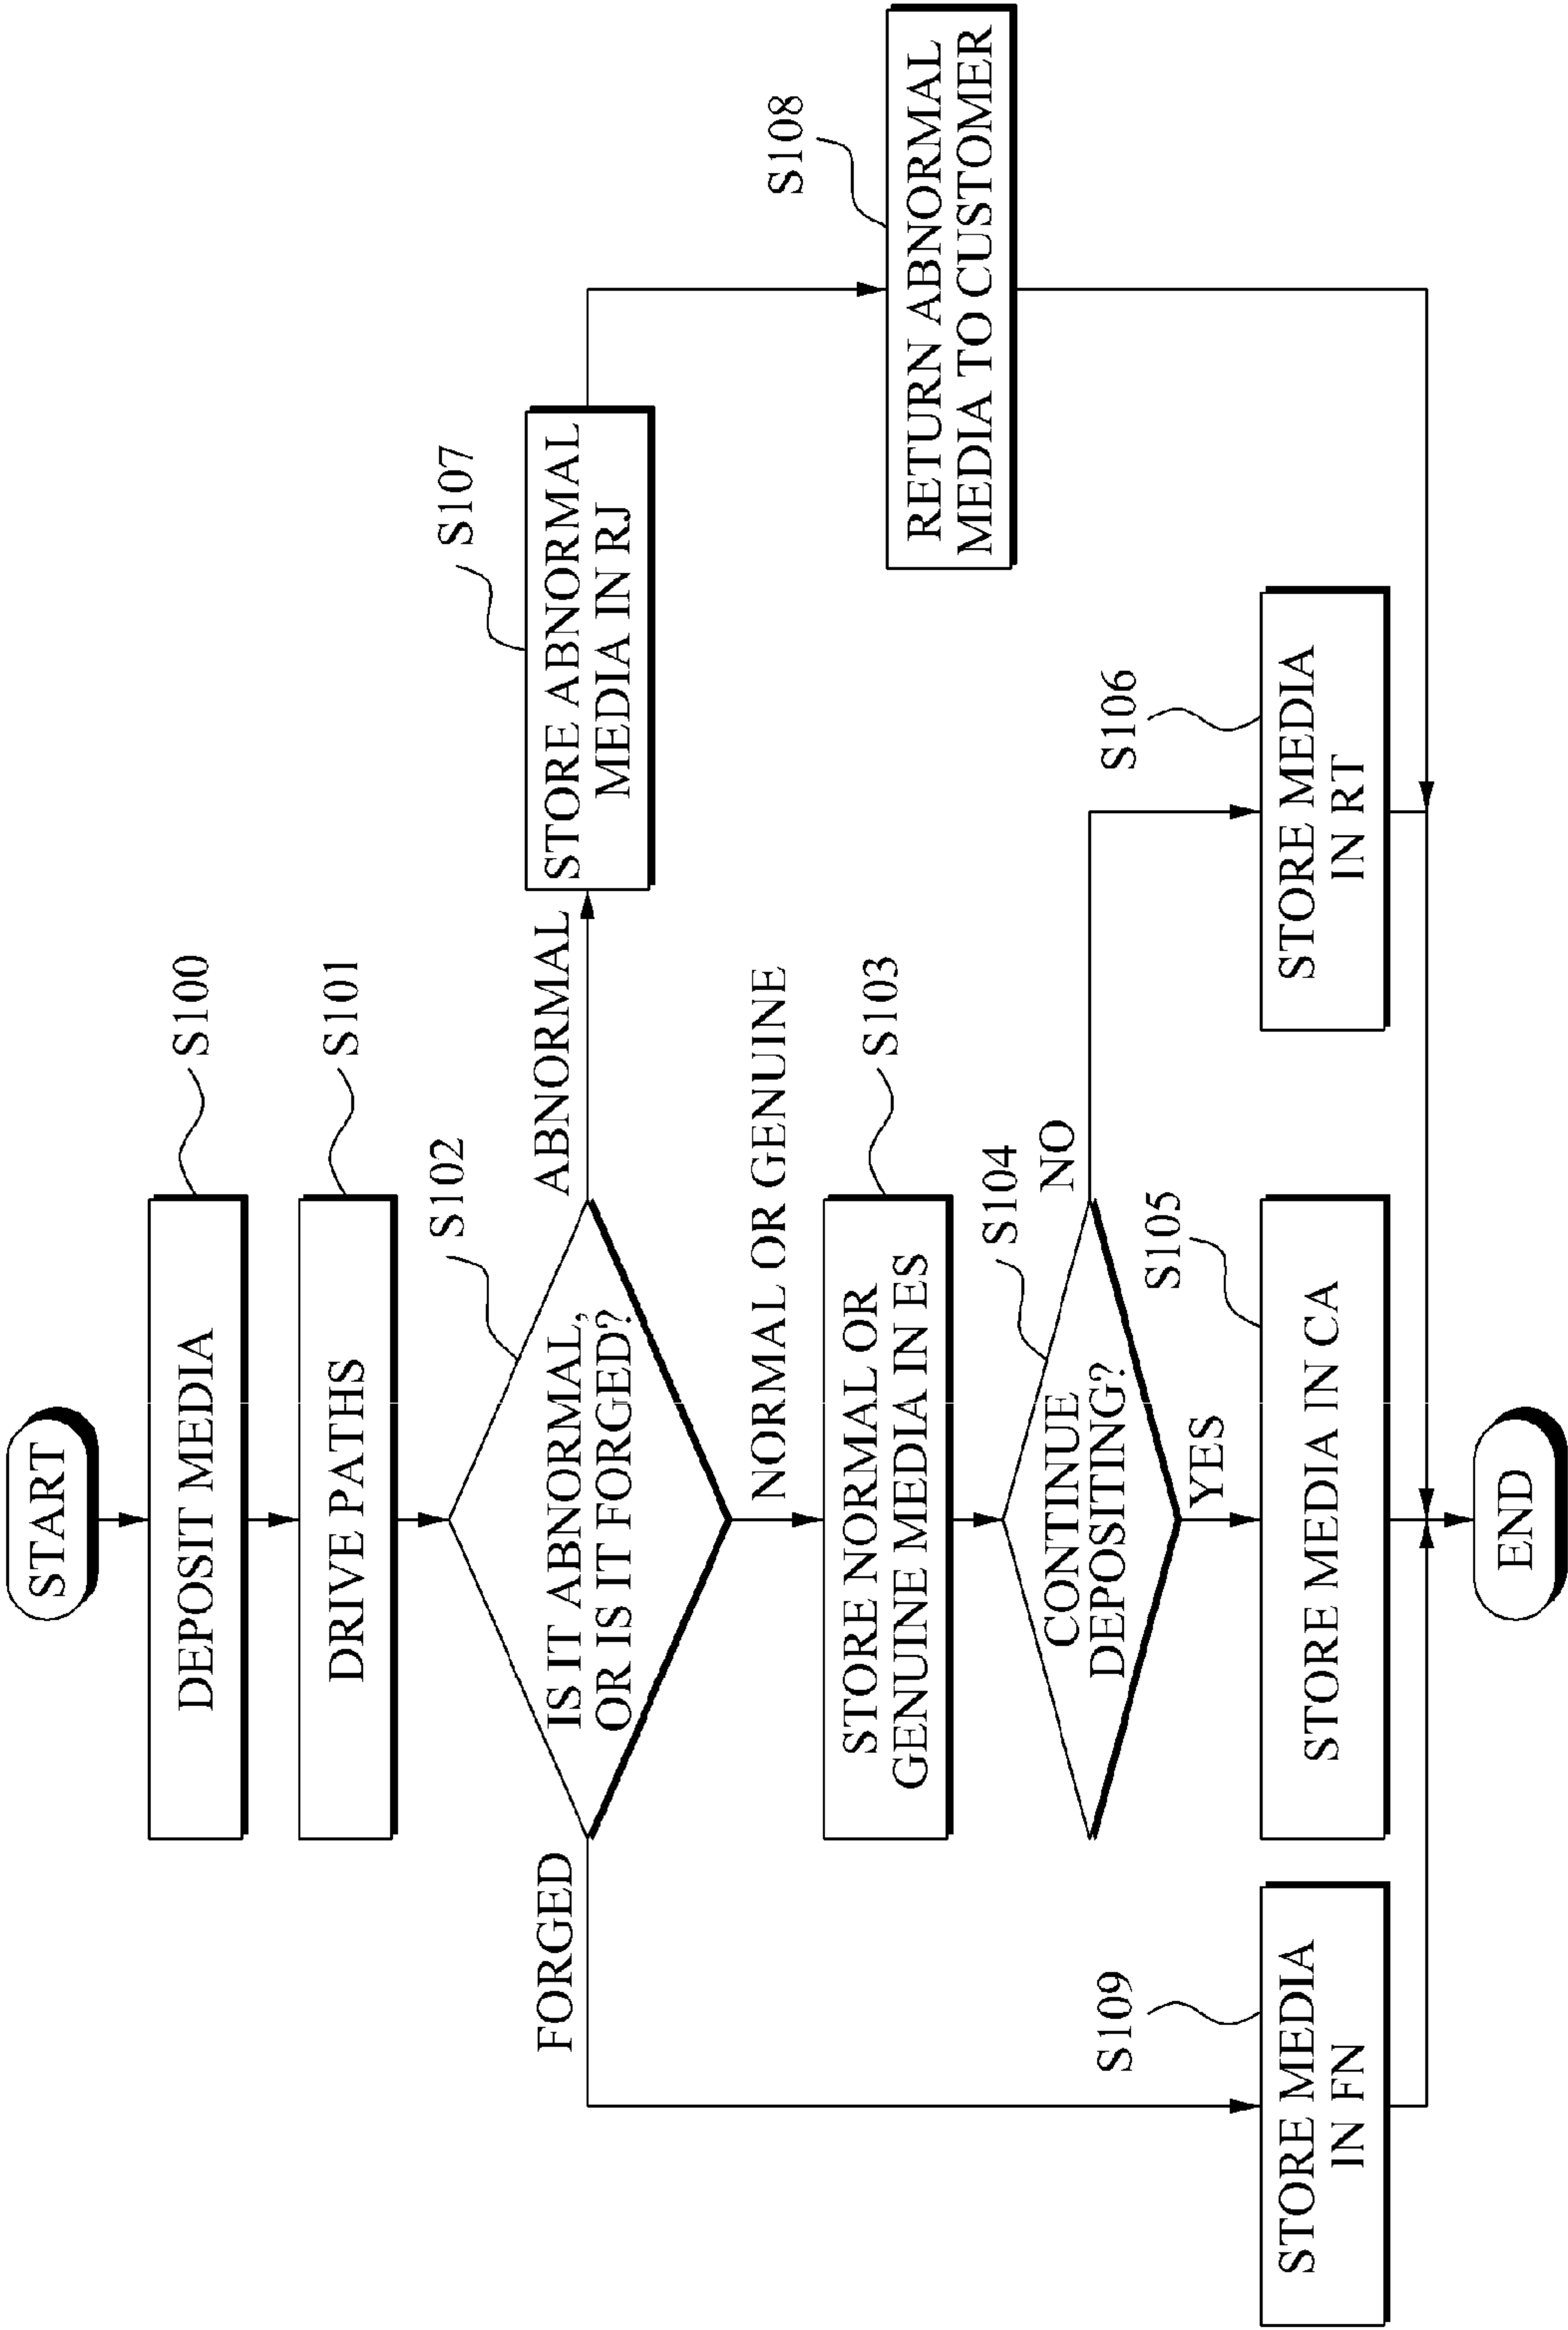 START
S100
DEPOSIT MEDIA
S101
DRIVE PATHS
S102
IS IT ABNORMAL,
OR IS IT FORGED?
FORGED
ABNORMAL
S107
STORE ABNORMAL
MEDIA IN RJ
NORMAL OR GENUINE
S108
RETURN ABNORMAL
MEDIA TO CUSTOMER
S103
STORE NORMAL OR
GENUINE MEDIA IN ES
S104
CONTINUE
DEPOSITING?
NO
YES
S109
STORE MEDIA
IN FN
S105
STORE MEDIA IN CA
S106
STORE MEDIA
IN RT
END